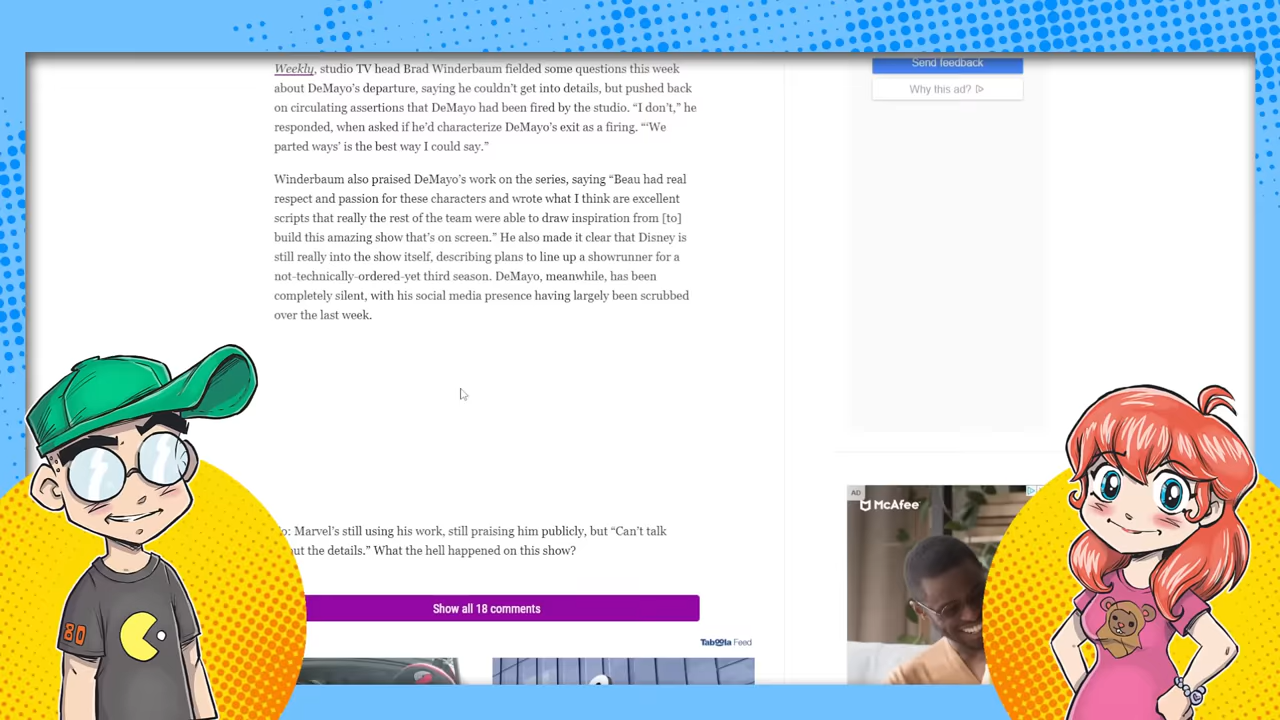 Weekly, studio TV head Brad Winderbaum fielded some questions this week
about DeMayo's departure, saying he couldn't get into details, but pushed back
on circulating assertions that DeMayo had been fired by the studio. “I don't,” he
responded, when asked if he'd characterize DeMayo's exit as a firing. “‘We
parted ways’ is the best way I could say.”
Winderbaum also praised DeMayo's work on the series, saying “Beau had real
respect and passion for these characters and wrote what I think are excellent
scripts that really the rest of the team were able to draw inspiration from [to]
build this amazing show that's on screen.” He also made it clear that Disney is
still really into the show itself, describing plans to line up a showrunner for a
not-technically-ordered-yet third season. DeMayo, meanwhile, has been
completely silent, with his social media presence having largely been scrubbed
over the last week.
: Marvel's still using his work, still praising him publicly, but “Can't talk
the details.” What the hell happened on this show?
Show all 18 comments
Taboola Feed
Send feedback
Why this ad?
AD
McAfee
80